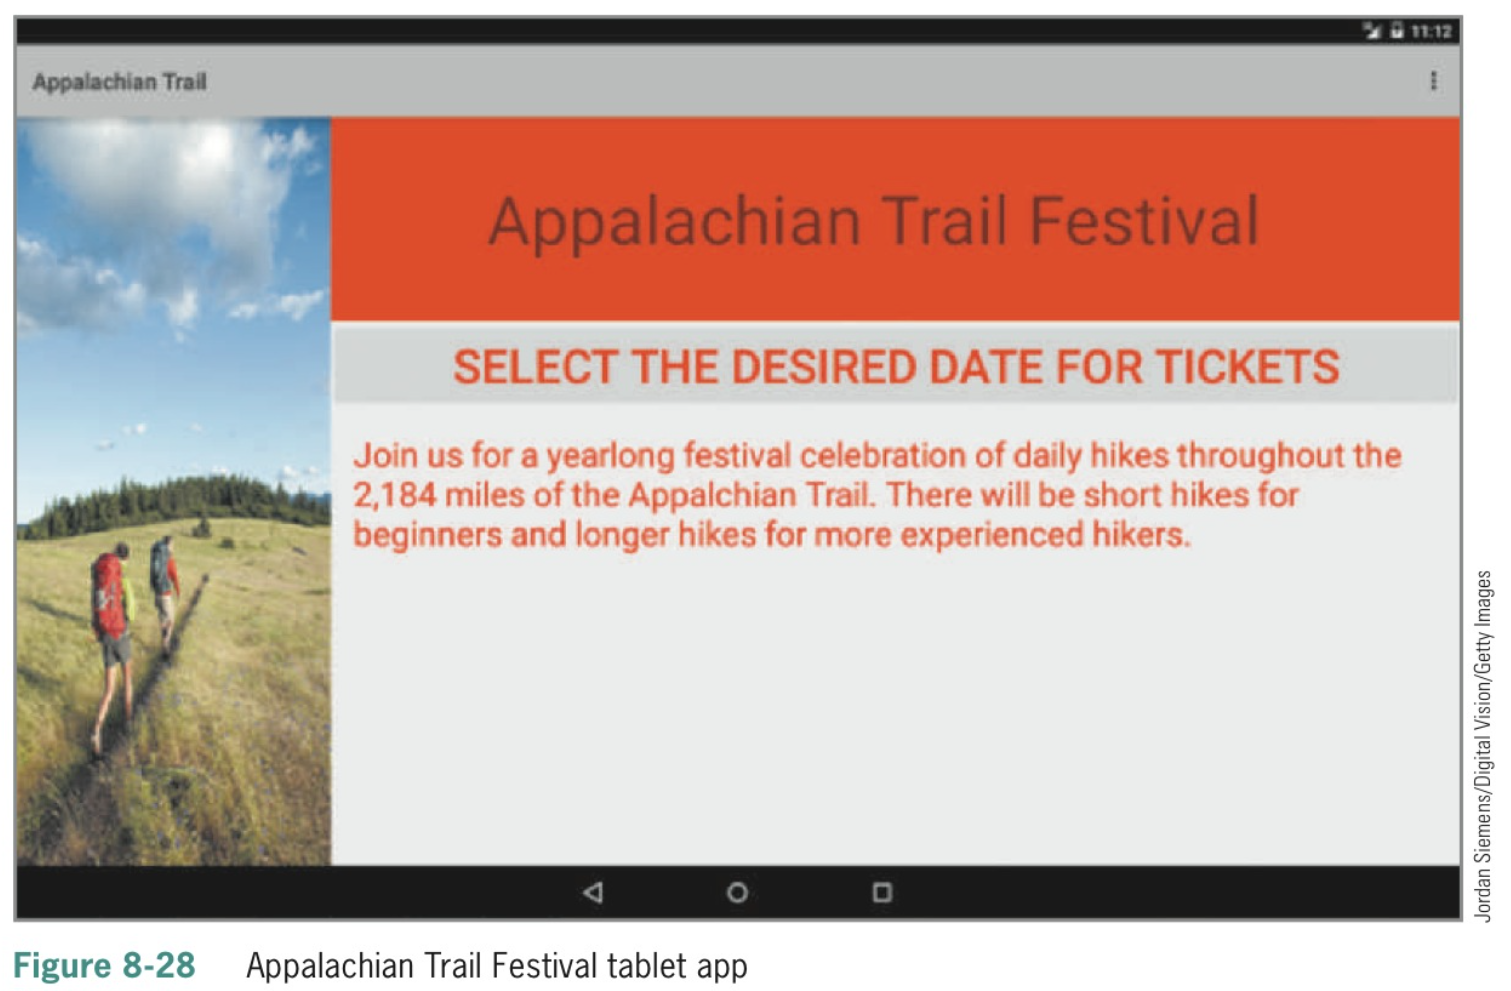 11:12
Appalachian Trail
Appalachian Trail Festival
SELECT THE DESIRED DATE FOR TICKETS
Join us for a yearlong festival celebration of daily hikes throughout the
2,184 miles of the Appalchian Trail. There will be short hikes for
beginners and longer hikes for more experienced hikers.
Jordan Siemens/Digital Vision/Getty Images
Figure 8-28 Appalachian Trail Festival tablet app